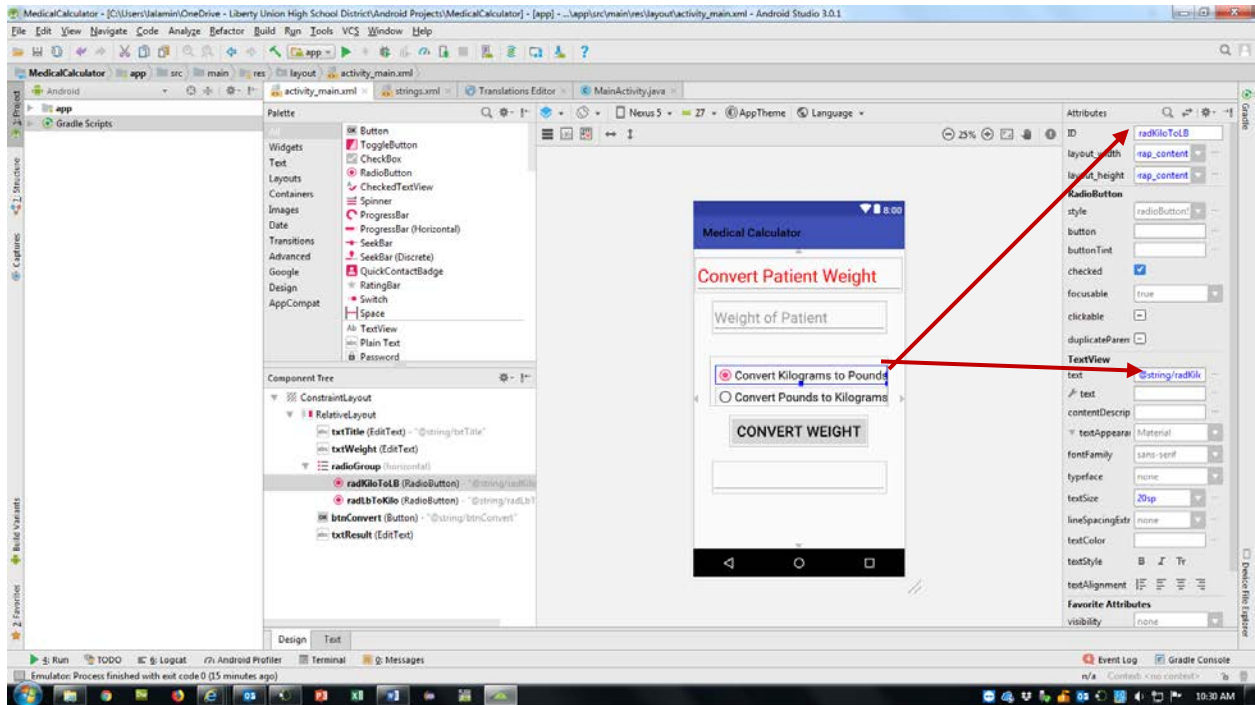 MedicalCalculator - [C:\Users\lalamin\OneDrive - Liberty Union High School District\Android Projects\MedicalCalculator] - [app] - ...\app\src\main\res\layout\activity_main.xml - Android Studio 3.0.1
File Edit View Navigate Code Analyze Refactor Build Run Tools VCS Window Help
app
MedicalCalculator app src main res layout activity_main.xml
Android
activity_main.xml strings.xml Translations Editor MainActivity.java
1: Project
app
Gradle Scripts
Z: Structure
Captures
Build Variants
2: Favorites
Palette
All
Widgets
Text
Layouts
Containers
Images
Date
Transitions
Advanced
Google
Design
AppCompat
OK Button
ToggleButton
CheckBox
RadioButton
CheckedTextView
Spinner
ProgressBar
ProgressBar (Horizontal)
SeekBar
SeekBar (Discrete)
QuickContactBadge
RatingBar
Switch
Space
Ab TextView
Plain Text
Password
Component Tree
ConstraintLayout
RelativeLayout
txtTitle (EditText) - "@string/txtTitle"
txtWeight (EditText)
radioGroup (horizontal)
radKiloToLB (RadioButton) - "@string/radKilo
radLbToKilo (RadioButton) - "@string/radLbT
OK btnConvert (Button) - "@string/btnConvert"
txtResult (EditText)
Design Text
Nexus 5 27 AppTheme Language
25%
8:00
Medical Calculator
Convert Patient Weight
Weight of Patient
Convert Kilograms to Pounds
Convert Pounds to Kilograms
CONVERT WEIGHT
Attributes
ID radKiloToLB
layout_width rap_content
layout_height rap_content
RadioButton
style radioButtonS
button
buttonTint
checked
focusable true
clickable
duplicateParen
TextView
text @string/radKilo
text
contentDescrip
textAppearan Material
fontFamily sans-serif
typeface none
textSize 20sp
lineSpacingExtr none
textColor
textStyle B I Tr
textAlignment
Favorite Attributes
visibility none
Gradle
Device File Explorer
4: Run TODO 6: Logcat Android Profiler Terminal 0: Messages
Event Log Gradle Console
Emulator: Process finished with exit code 0 (15 minutes ago)
n/a Context: <no context>
10:30 AM